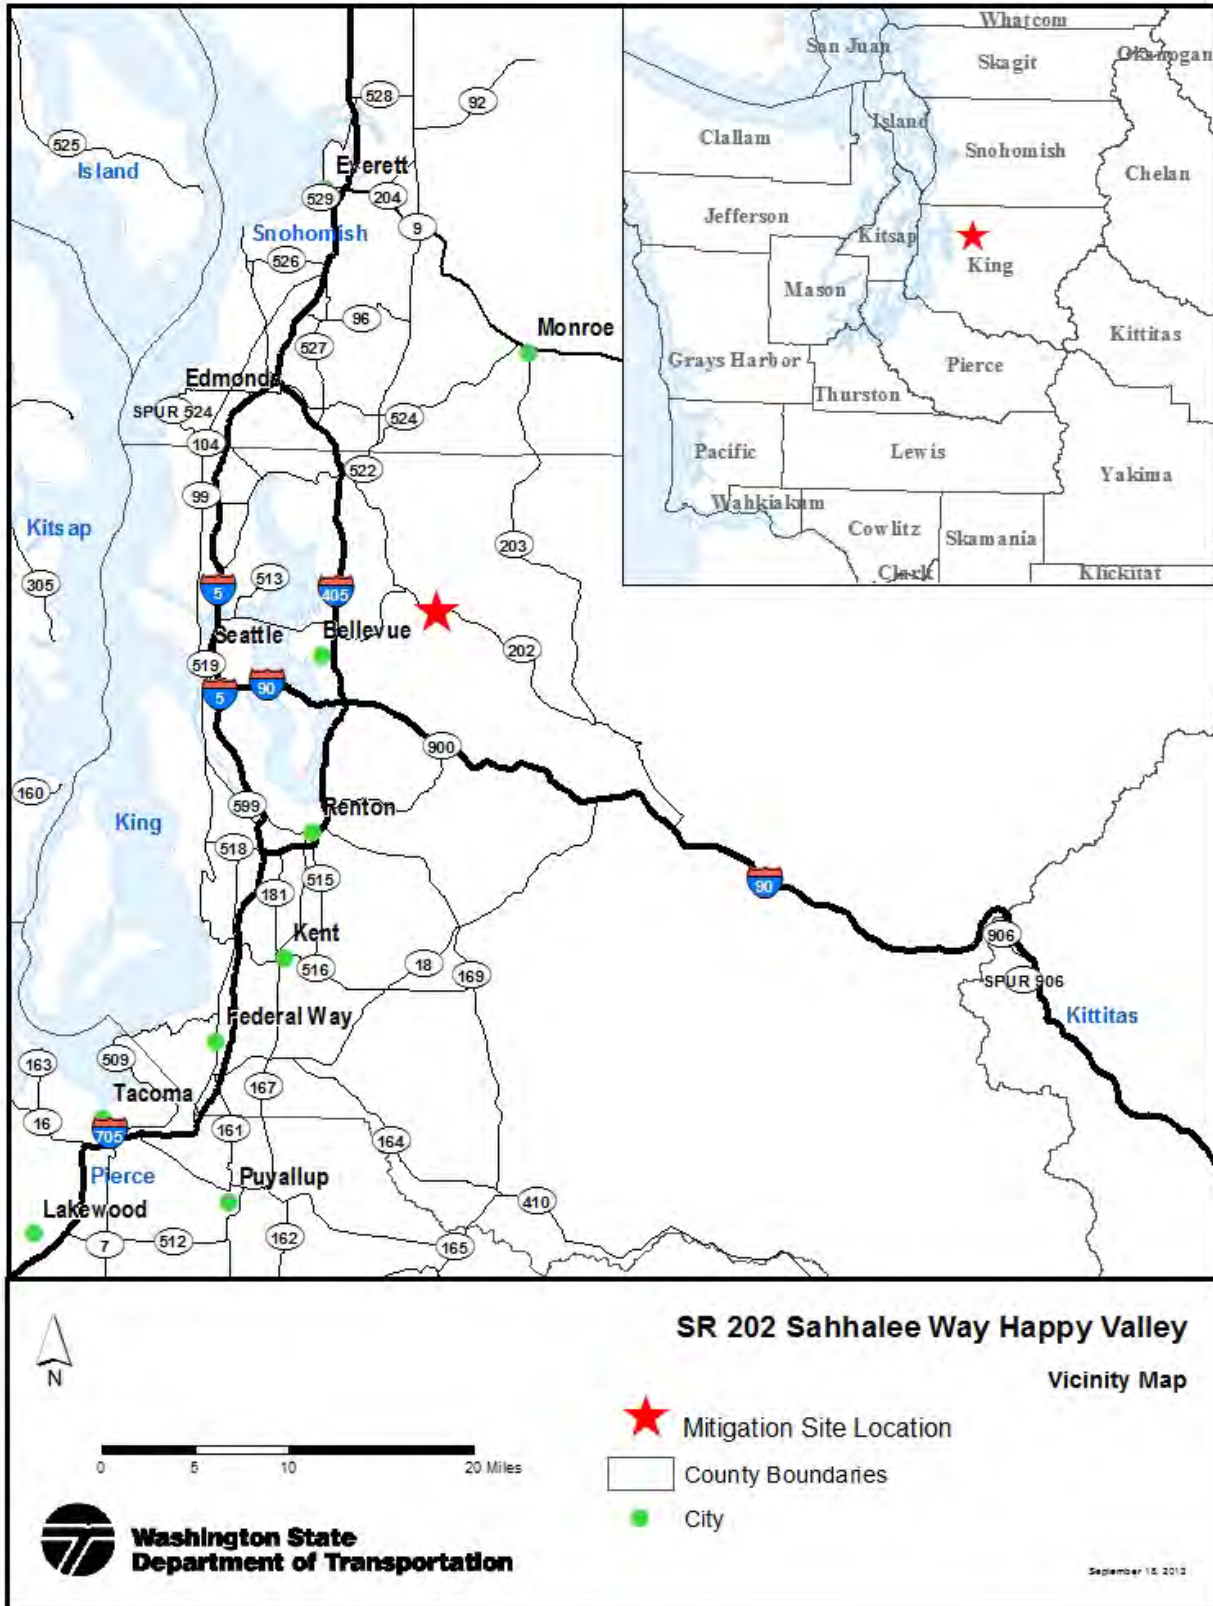 528
92
525
Island
Everett
529
204
9
Snohomish
526
96
527
Monroe
Edmonds
SPUR 524
524
104
522
99
Kitsap
203
305
513
5
405
Seattle
Bellevue
202
519
5
90
900
160
599
Renton
King
518
515
181
90
Kent
906
516
18
169
SPUR 906
Federal Way
Kittitas
163
509
167
Tacoma
16
705
161
164
Pierce
Puyallup
410
Lakewood
7
512
162
165
Whatcom
San Juan
Okanogan
Skagit
Island
Clallam
Snohomish
Chelan
Jefferson
Kitsap
King
Mason
Kittitas
Grays Harbor
Pierce
Thurston
Pacific
Lewis
Yakima
Wahkiakum
Cowlitz
Skamania
Clark
Klickitat
SR 202 Sahhalee Way Happy Valley
Vicinity Map
N
Mitigation Site Location
0 5 10 20 Miles
County Boundaries
City
Washington State
Department of Transportation